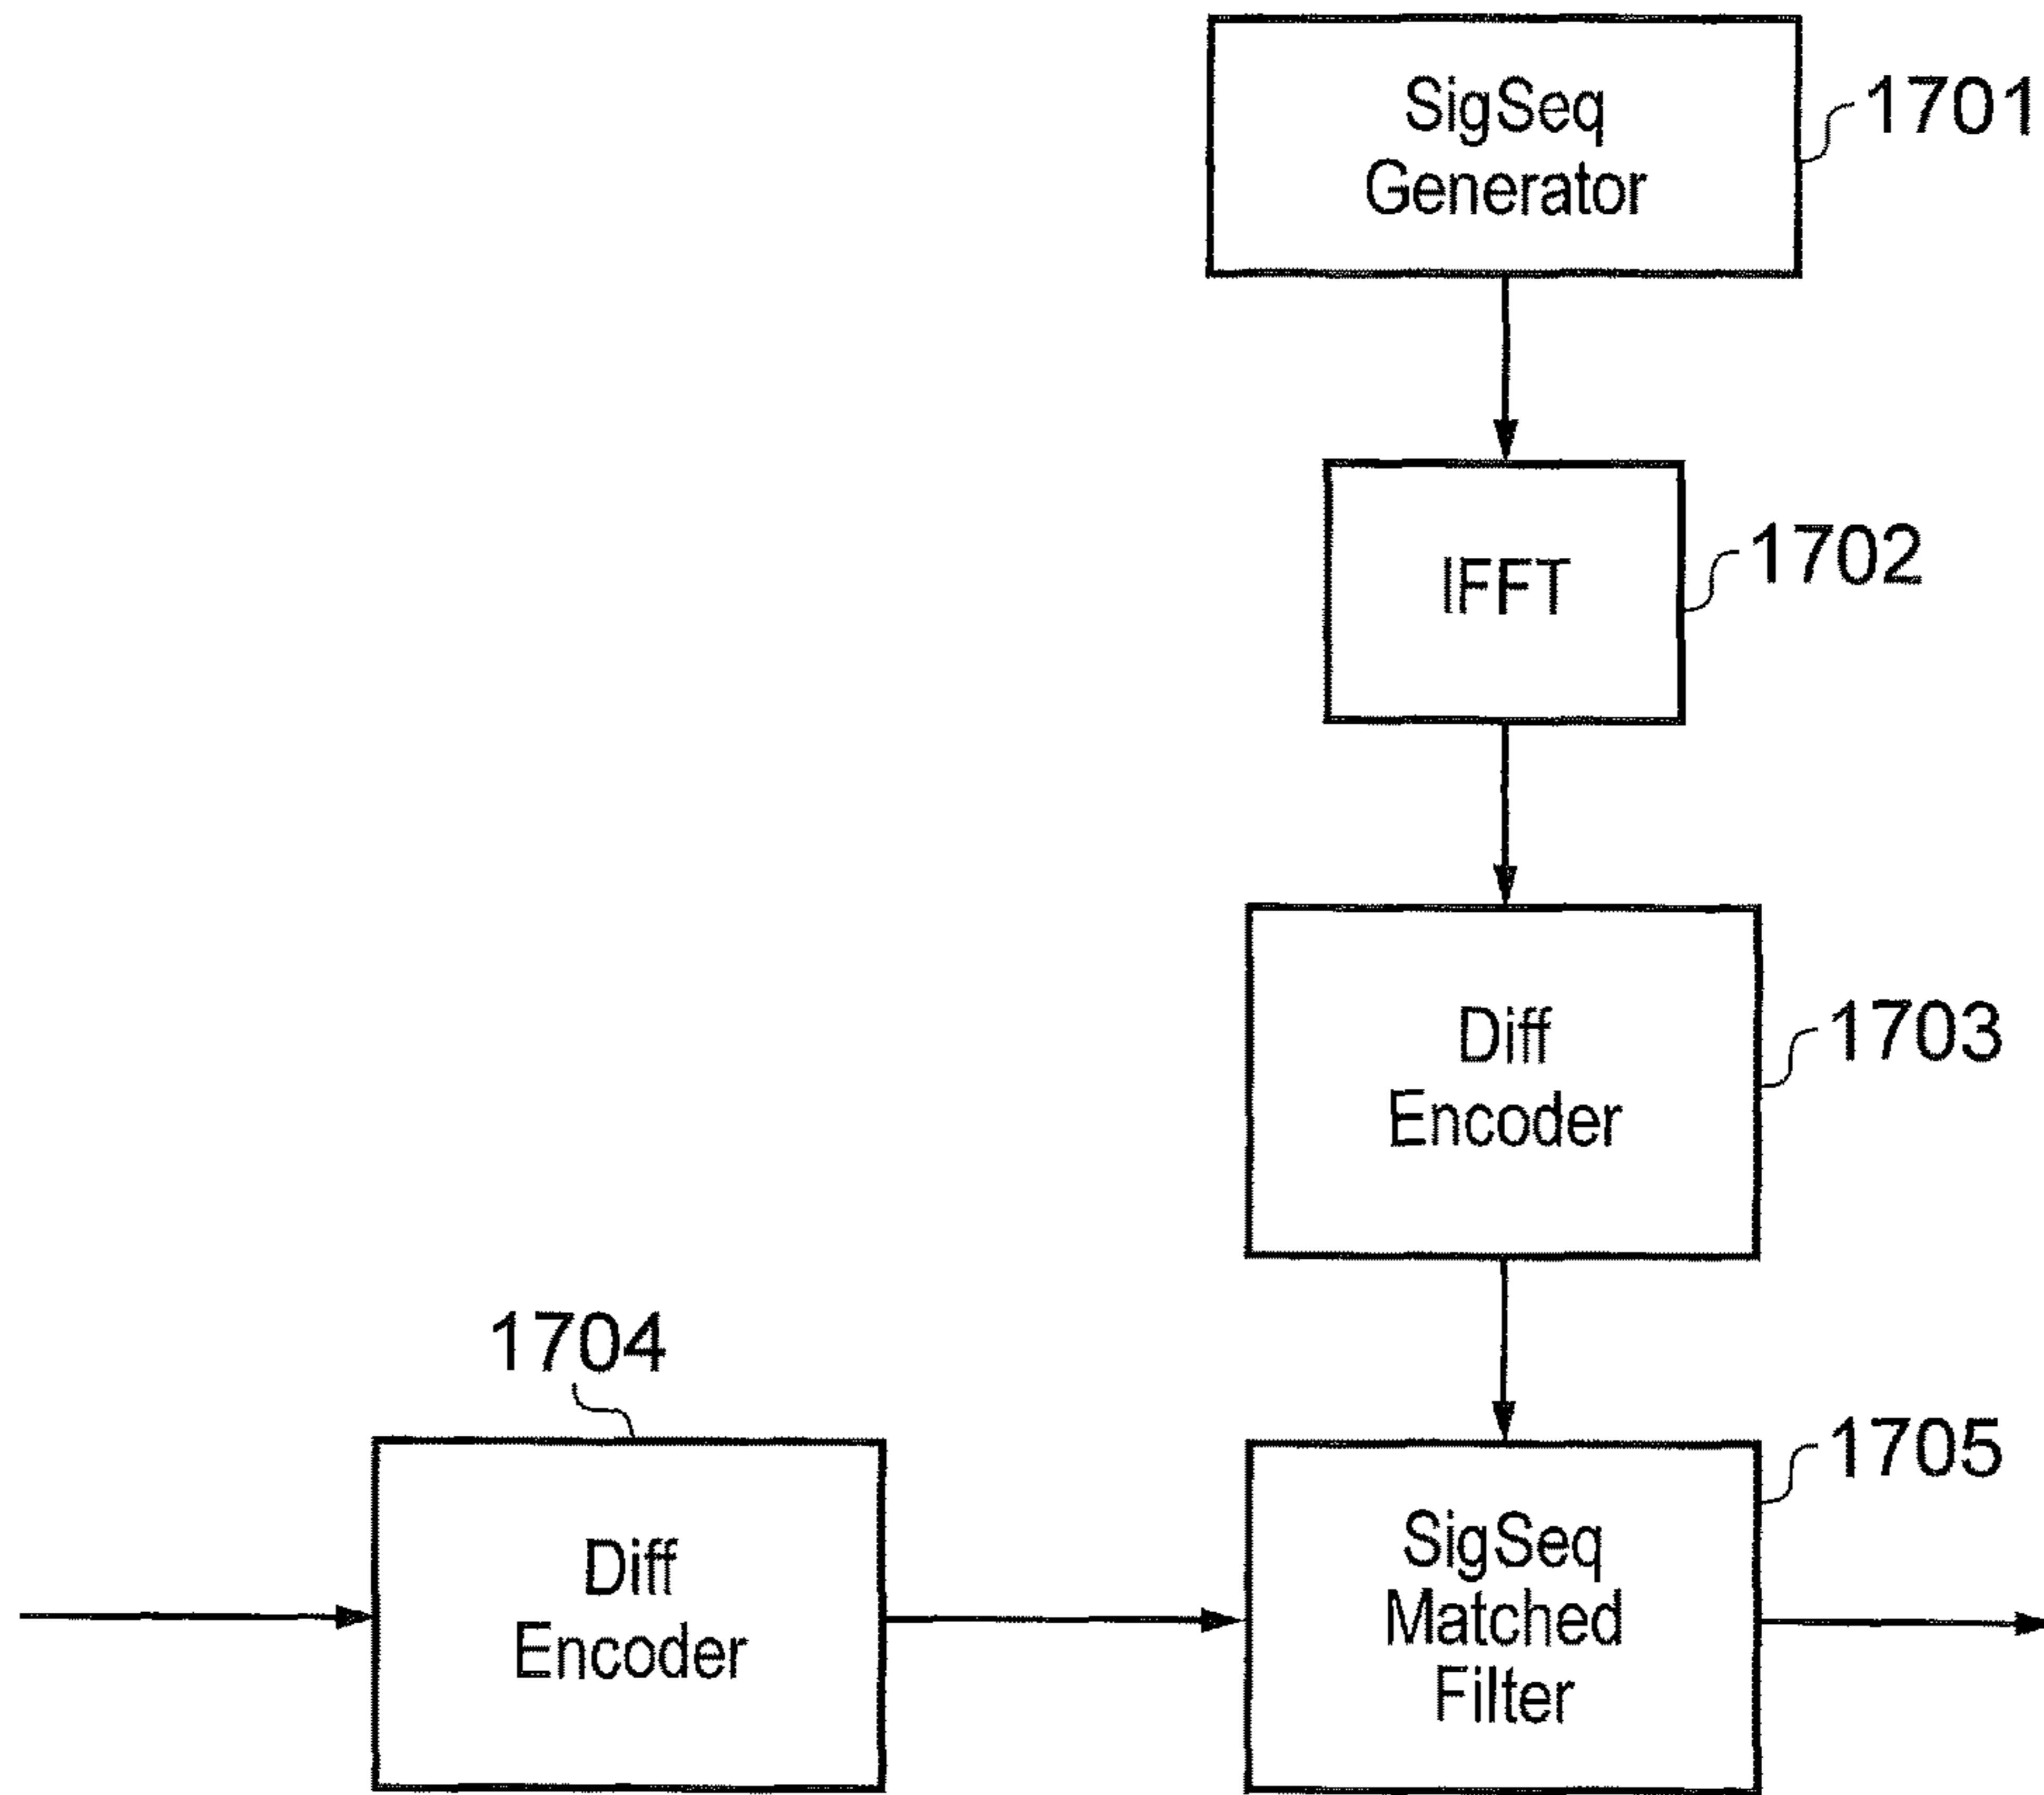 SigSeq
Generator
1701
IFFT
1702
Diff
Encoder
1703
1704
Diff
Encoder
SigSeq
Matched
Filter
1705